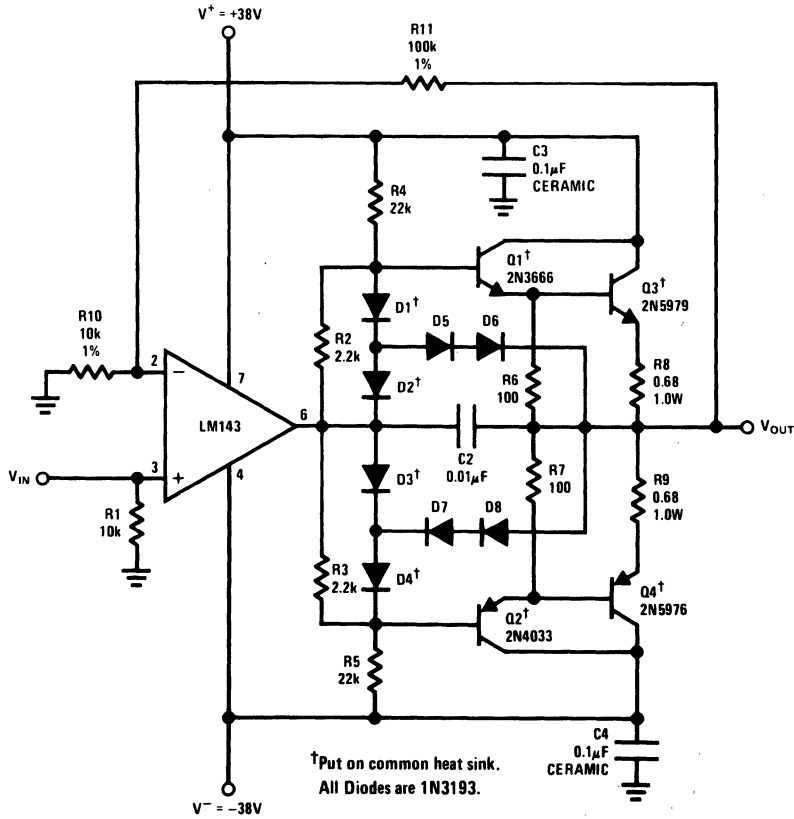 V⁺ = +38V
R11
100k
1%
C3
0.1μF
CERAMIC
R4
22k
Q1†
2N3666
Q3†
2N5979
D1†
D5 D6
R10
10k
1%
R2
2.2k
R8
0.68
1.0W
2
7
D2†
R6
100
LM143
6
VOUT
C2
0.01μF
VIN
3
4
D3†
R7
100
R9
0.68
1.0W
R1
10k
D7 D8
R3
2.2k
D4†
Q2†
2N4033
Q4†
2N5976
R5
22k
C4
0.1μF
CERAMIC
†Put on common heat sink.
All Diodes are 1N3193.
V⁻ = −38V